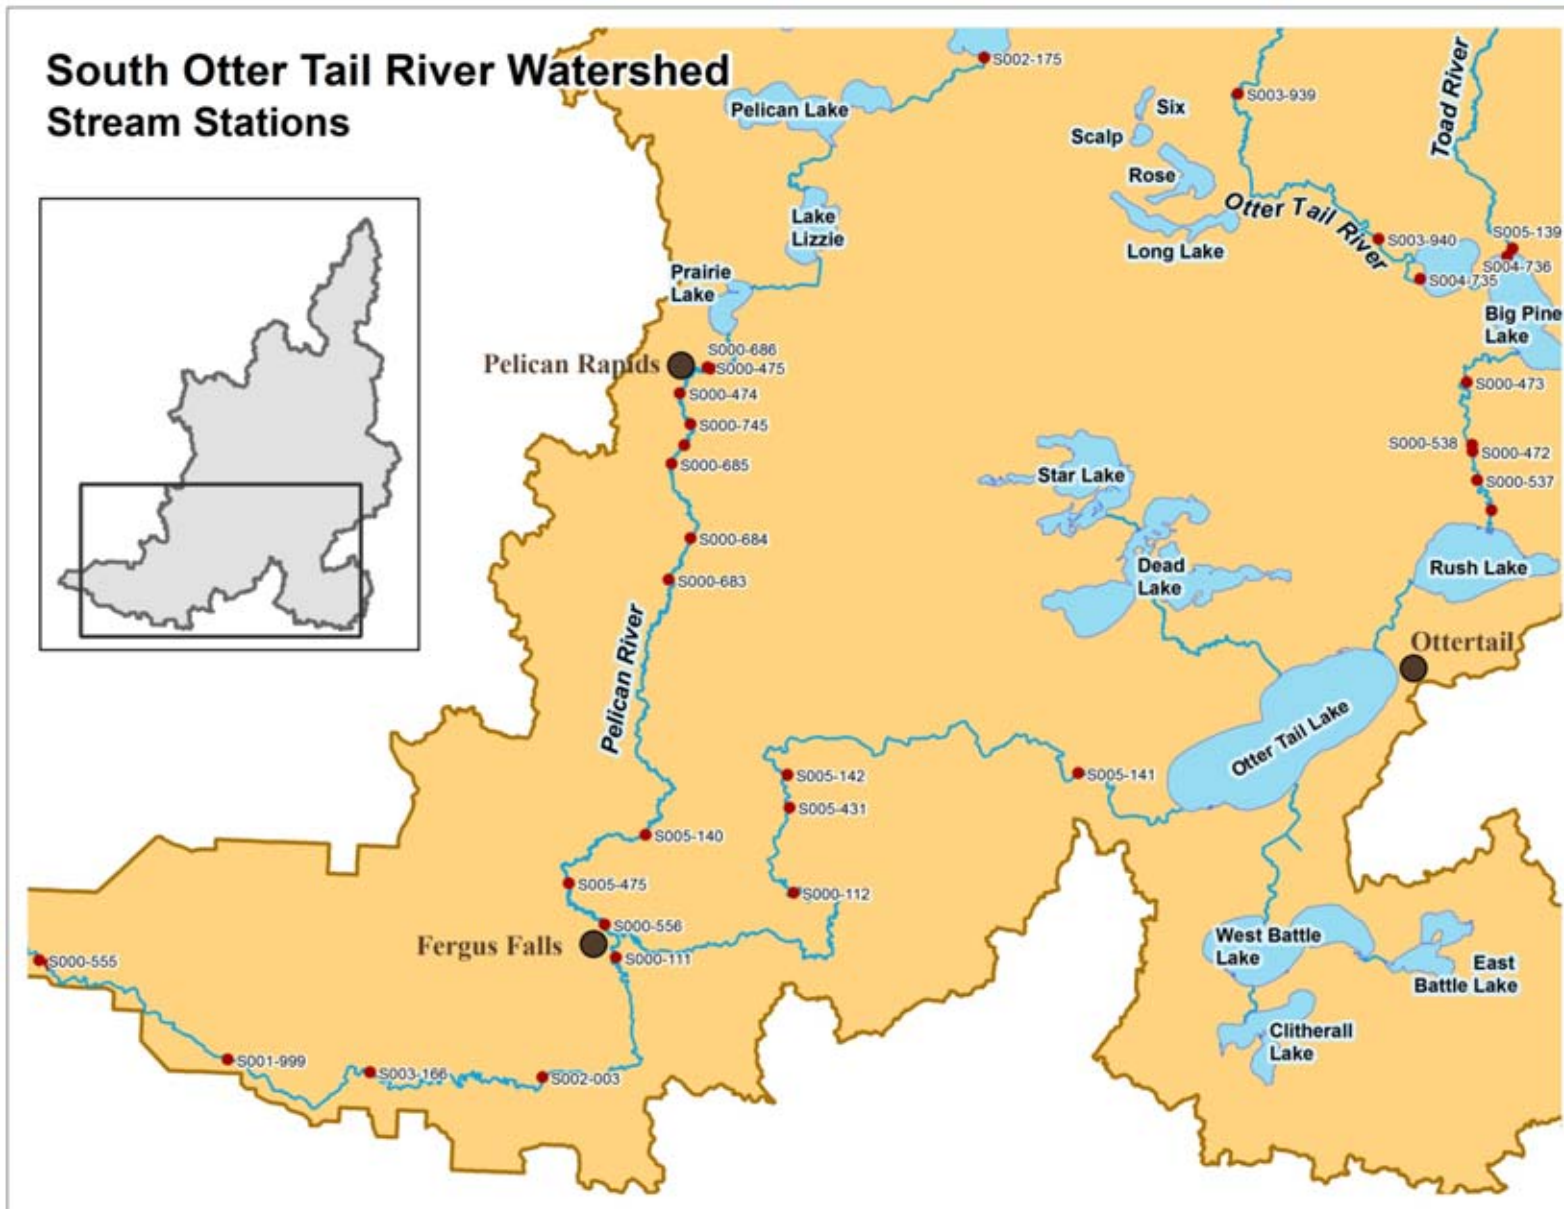 South Otter Tail River Watershed
Stream Stations
S002-175
Pelican Lake
S003-939
Six
Scalp
Rose
Long Lake
Toad River
Otter Tail River
S003-940
S005-139
S004-736
S004-735
Big Pine
Lake
Lake
Lizzie
Prairie
Lake
Pelican Rapids
S000-686
S000-475
S000-474
S000-745
S000-685
S000-684
S000-683
S000-473
S000-538
S000-472
S000-537
Star Lake
Dead
Lake
Rush Lake
Ottertail
Pelican River
Otter Tail Lake
S005-142
S005-141
S005-431
S005-140
S005-475
S000-112
S000-556
Fergus Falls
S000-111
S000-555
West Battle
Lake
East
Battle Lake
Clitherall
Lake
S001-999
S003-166
S002-003